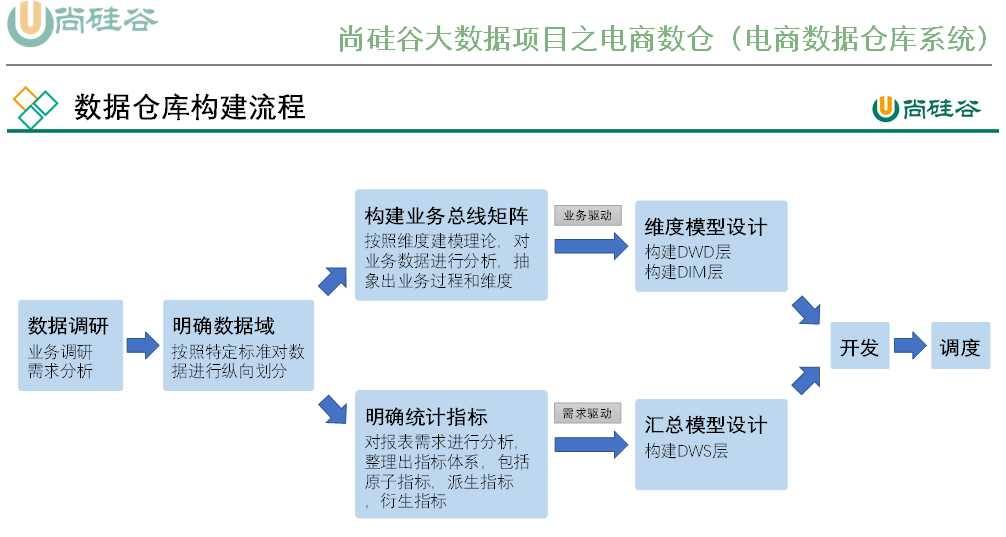 尚硅谷
尚硅谷大数据项目之电商数仓（电商数据仓库系统）
数据仓库构建流程
尚硅谷
数据调研
业务调研
需求分析
明确数据域
按照特定标准对数
据进行纵向划分
构建业务总线矩阵
按照维度建模理论，对
业务数据进行分析，抽
象出业务过程和维度
业务驱动
维度模型设计
构建DWD层
构建DIM层
明确统计指标
对报表需求进行分析，
整理出指标体系，包括
原子指标，派生指标
，衍生指标
需求驱动
汇总模型设计
构建DWS层
开发
调度